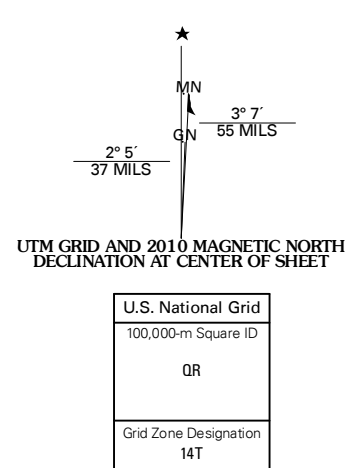 ★
MN
3° 7´
GN
55 MILS
2° 5´
37 MILS
UTM GRID AND 2010 MAGNETIC NORTH
DECLINATION AT CENTER OF SHEET
U.S. National Grid
100,000-m Square ID
QR
Grid Zone Designation
14T